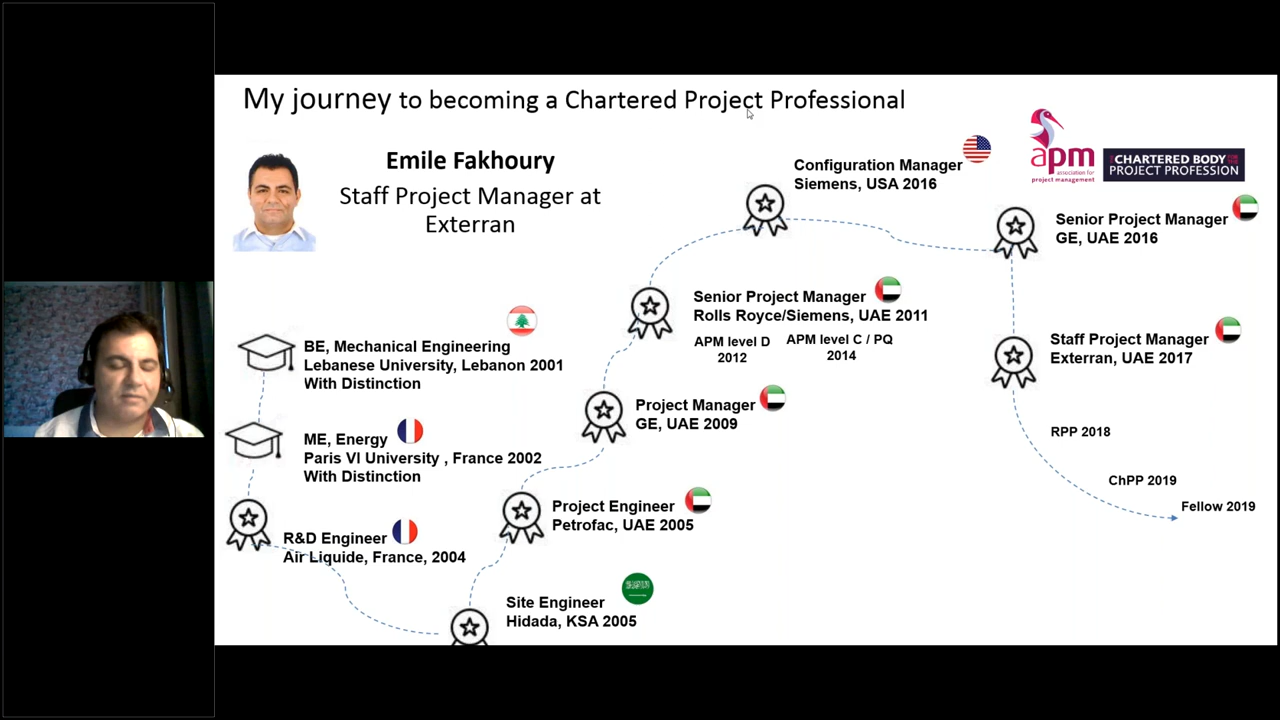 My journey to becoming a Chartered Project Professional
Emile Fakhoury
Staff Project Manager at
Exterran
apm
association for
project management
CHARTERED BODY
PROJECT PROFESSION
BE, Mechanical Engineering
Lebanese University, Lebanon 2001
With Distinction
ME, Energy
Paris VI University , France 2002
With Distinction
R&D Engineer
Air Liquide, France, 2004
Site Engineer
Hidada, KSA 2005
Project Engineer
Petrofac, UAE 2005
Project Manager
GE, UAE 2009
Senior Project Manager
Rolls Royce/Siemens, UAE 2011
APM level D
2012
APM level C / PQ
2014
Configuration Manager
Siemens, USA 2016
Senior Project Manager
GE, UAE 2016
Staff Project Manager
Exterran, UAE 2017
RPP 2018
ChPP 2019
Fellow 2019